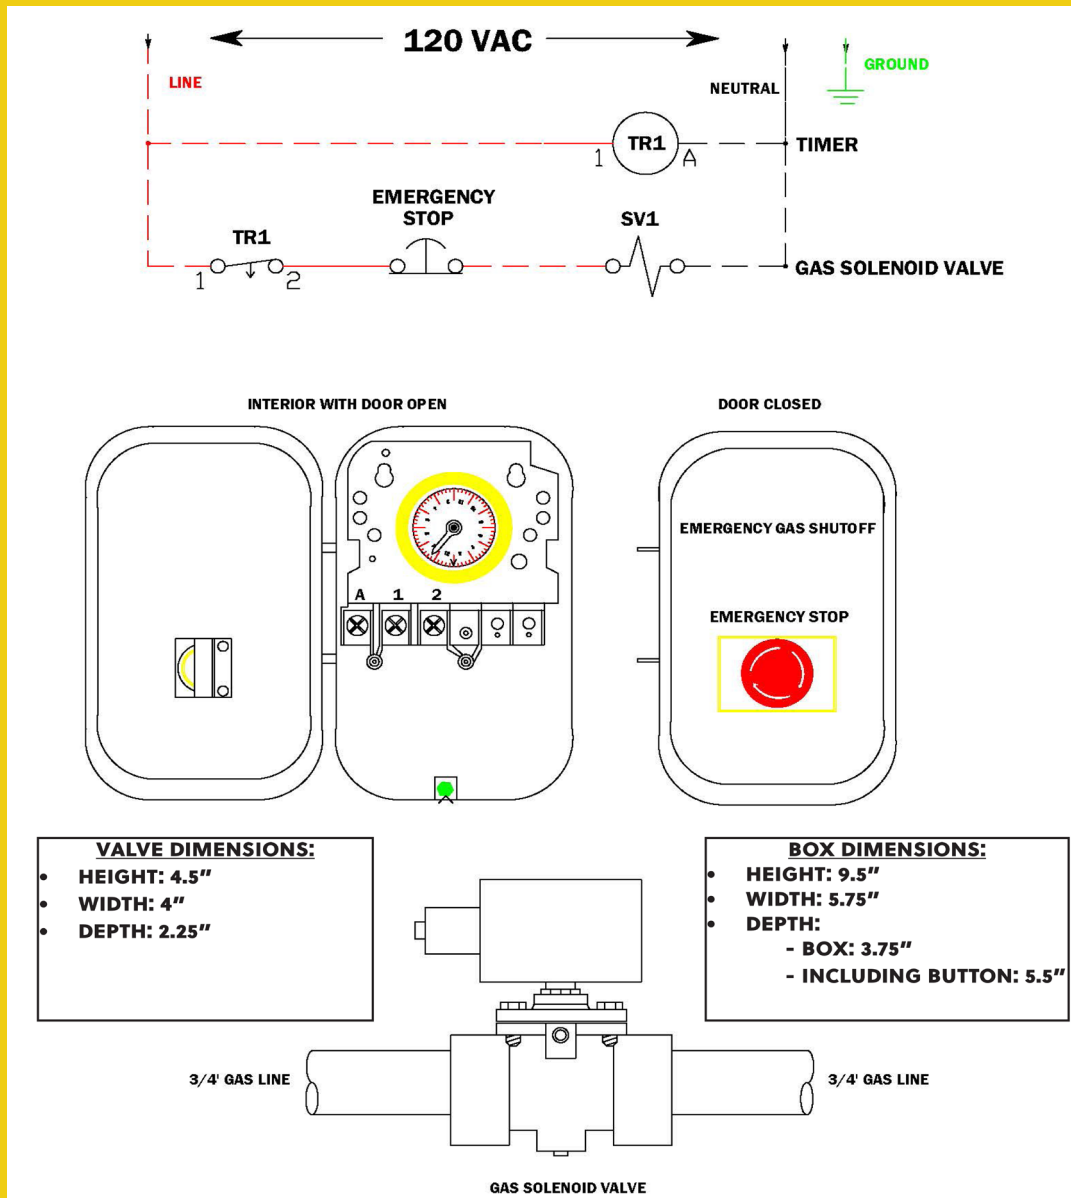 120 VAC
LINE
NEUTRAL
GROUND
1
TR1
A
TIMER
EMERGENCY
STOP
TR1
SV1
1
2
GAS SOLENOID VALVE
INTERIOR WITH DOOR OPEN
DOOR CLOSED
A 1 2
EMERGENCY GAS SHUTOFF
EMERGENCY STOP
VALVE DIMENSIONS:
• HEIGHT: 4.5"
• WIDTH: 4"
• DEPTH: 2.25"
BOX DIMENSIONS:
• HEIGHT: 9.5"
• WIDTH: 5.75"
• DEPTH:
- BOX: 3.75"
- INCLUDING BUTTON: 5.5"
3/4' GAS LINE
3/4' GAS LINE
GAS SOLENOID VALVE